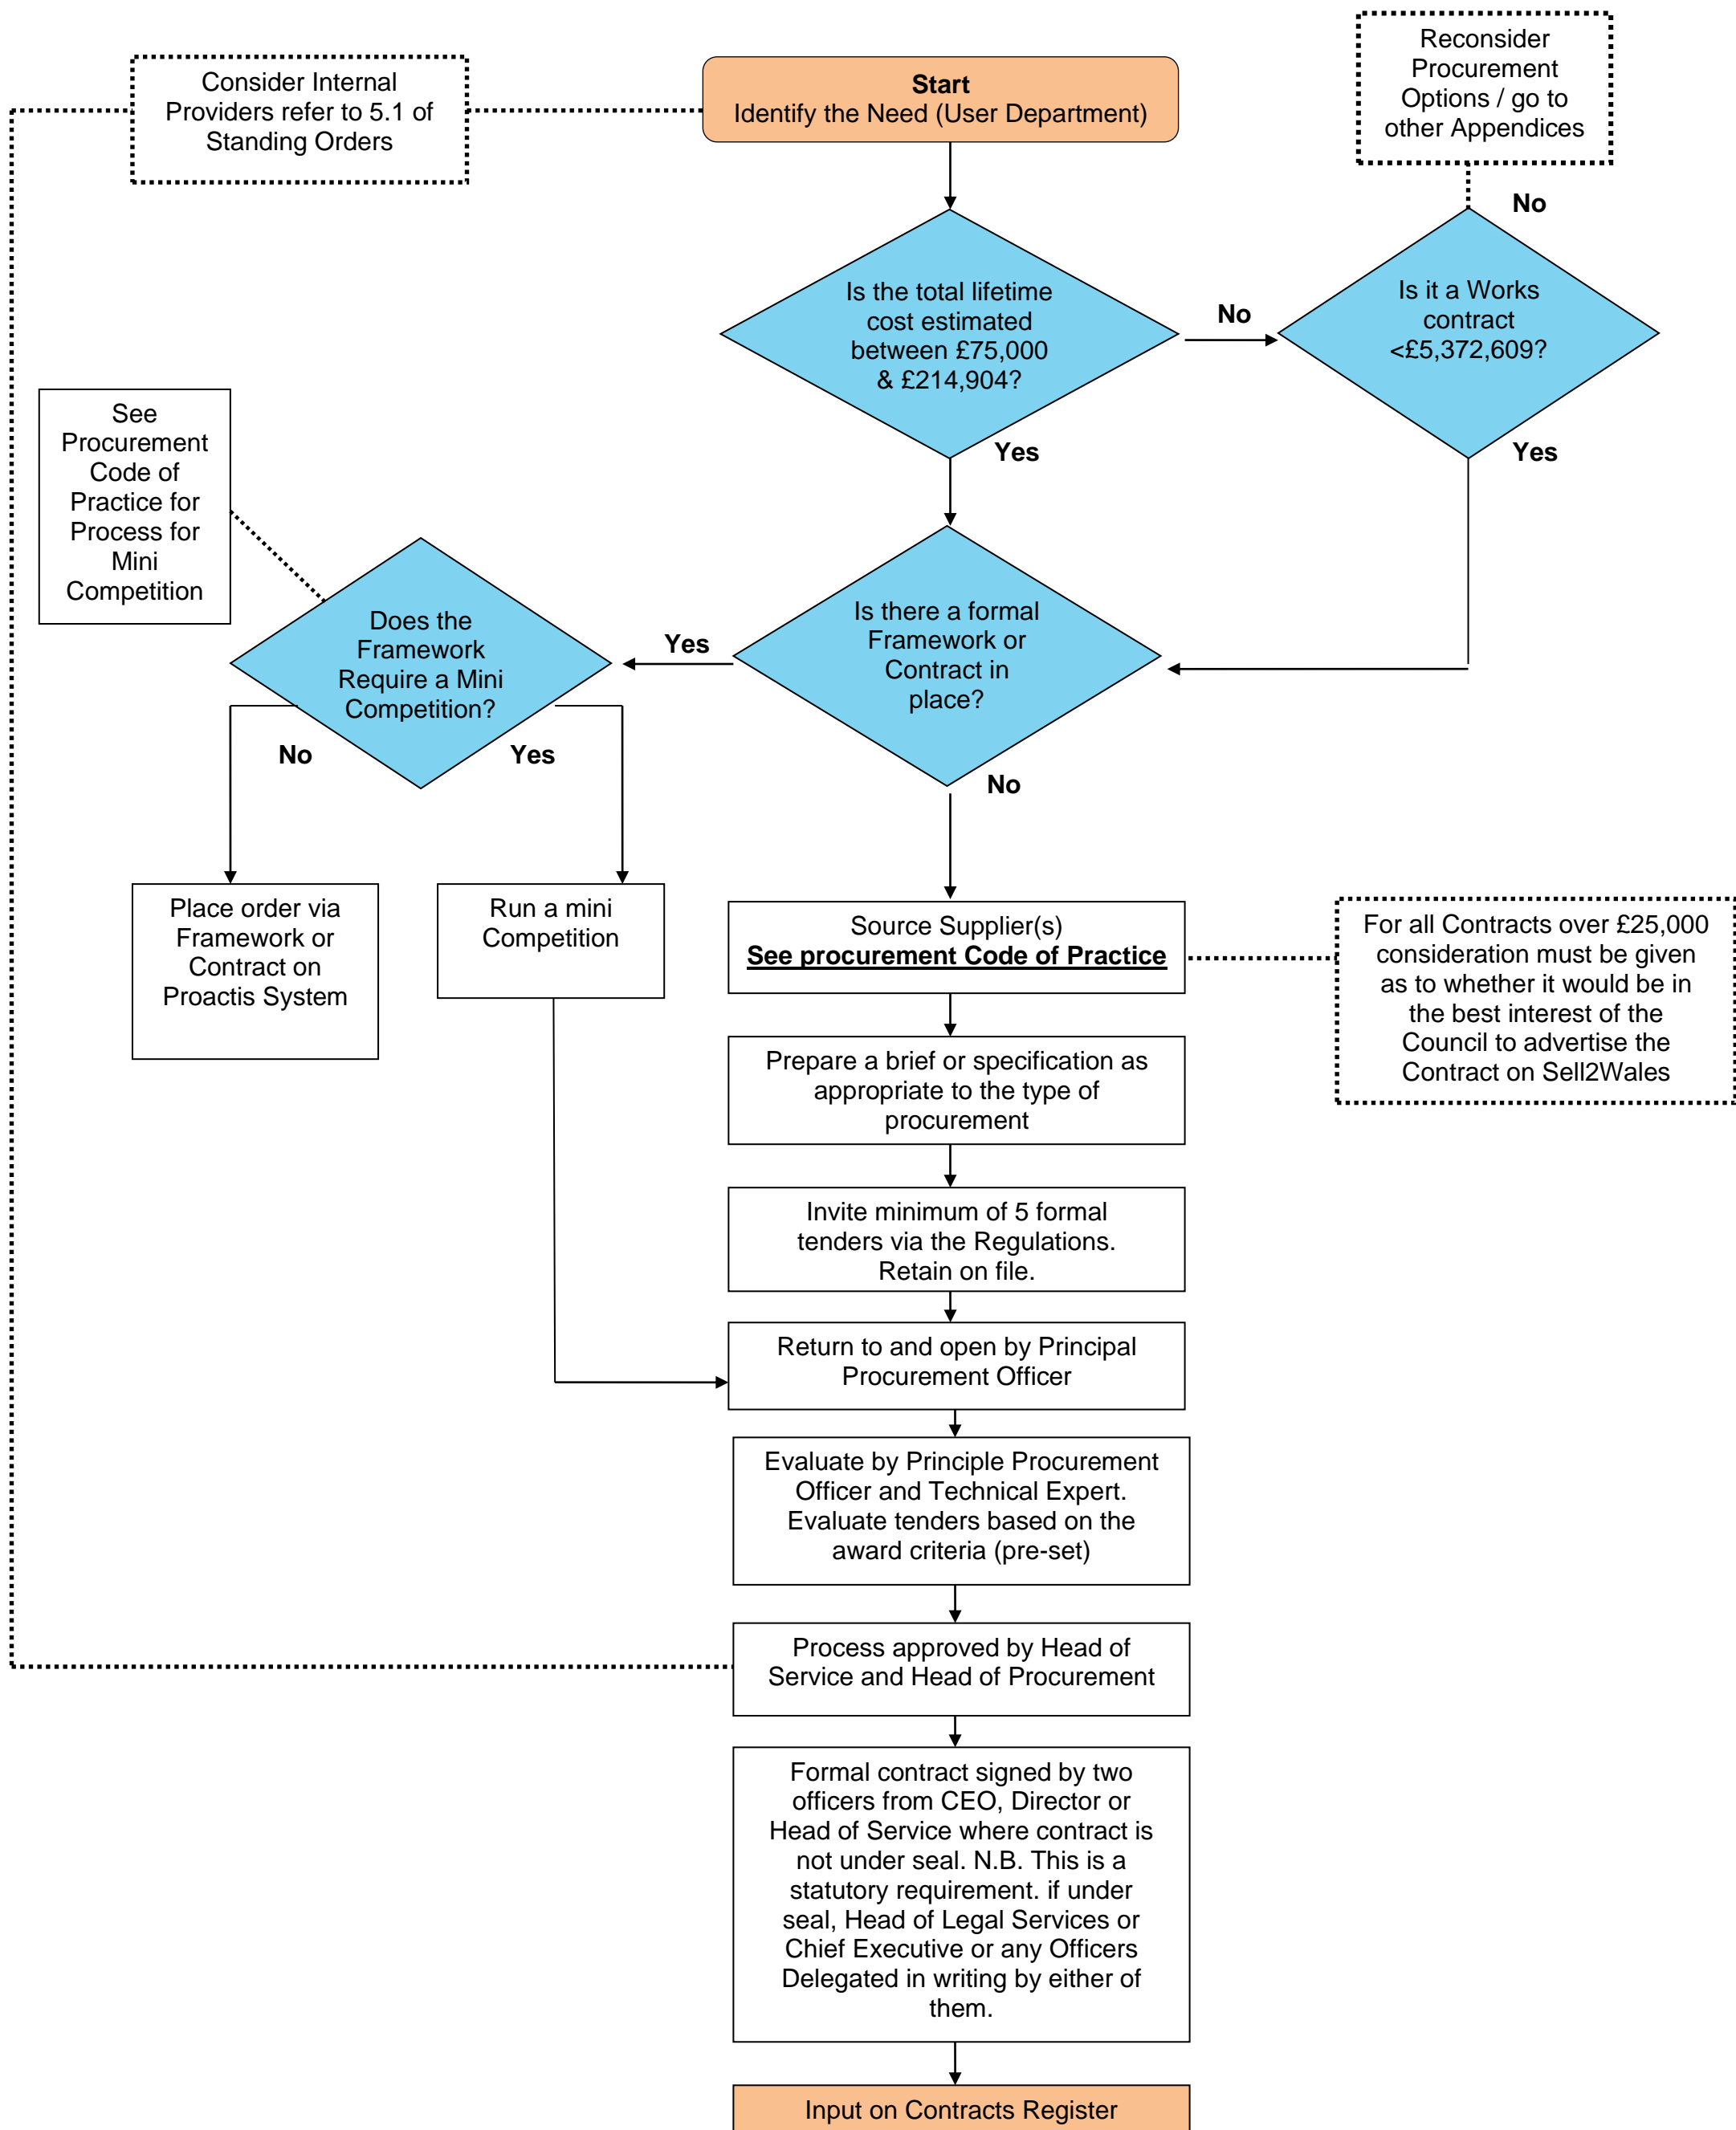 Consider Internal
Providers refer to 5.1 of
Standing Orders
Start
Identify the Need (User Department)
Reconsider
Procurement
Options / go to
other Appendices
No
Is the total lifetime
cost estimated
between £75,000
& £214,904?
No
Is it a Works
contract
<£5,372,609?
Yes
Yes
See
Procurement
Code of
Practice for
Process for
Mini
Competition
Does the
Framework
Require a Mini
Competition?
Yes
Is there a formal
Framework or
Contract in
place?
No
Yes
No
Place order via
Framework or
Contract on
Proactis System
Run a mini
Competition
Source Supplier(s)
See procurement Code of Practice
For all Contracts over £25,000
consideration must be given
as to whether it would be in
the best interest of the
Council to advertise the
Contract on Sell2Wales
Prepare a brief or specification as
appropriate to the type of
procurement
Invite minimum of 5 formal
tenders via the Regulations.
Retain on file.
Return to and open by Principal
Procurement Officer
Evaluate by Principle Procurement
Officer and Technical Expert.
Evaluate tenders based on the
award criteria (pre-set)
Process approved by Head of
Service and Head of Procurement
Formal contract signed by two
officers from CEO, Director or
Head of Service where contract is
not under seal. N.B. This is a
statutory requirement. if under
seal, Head of Legal Services or
Chief Executive or any Officers
Delegated in writing by either of
them.
Input on Contracts Register